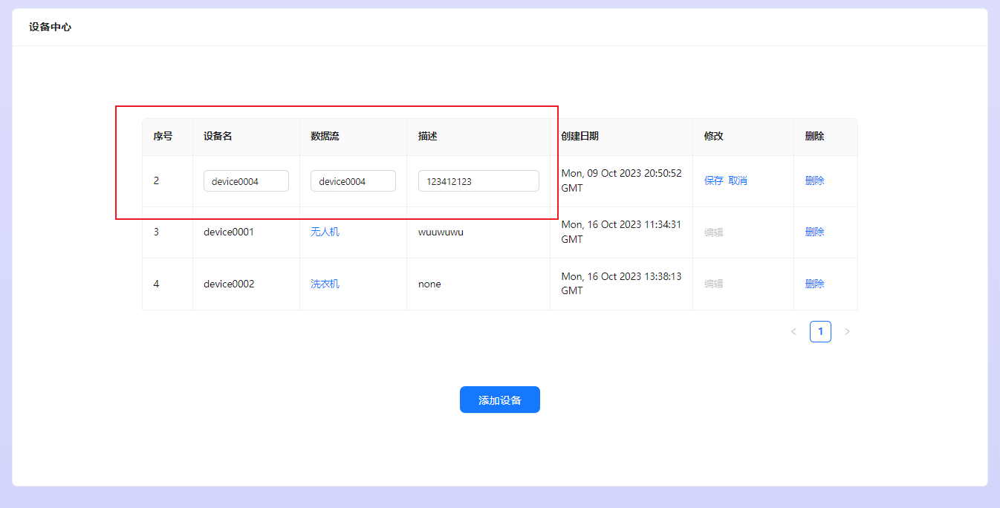 设备中心
序号 设备名 数据流 描述 创建日期 修改 删除
2 device0004 device0004 123412123 Mon, 09 Oct 2023 20:50:52 GMT 保存 取消 删除
3 device0001 无人机 wuuwuwu Mon, 16 Oct 2023 11:34:31 GMT 编辑 删除
4 device0002 洗衣机 none Mon, 16 Oct 2023 13:38:13 GMT 编辑 删除
< 1 >
添加设备